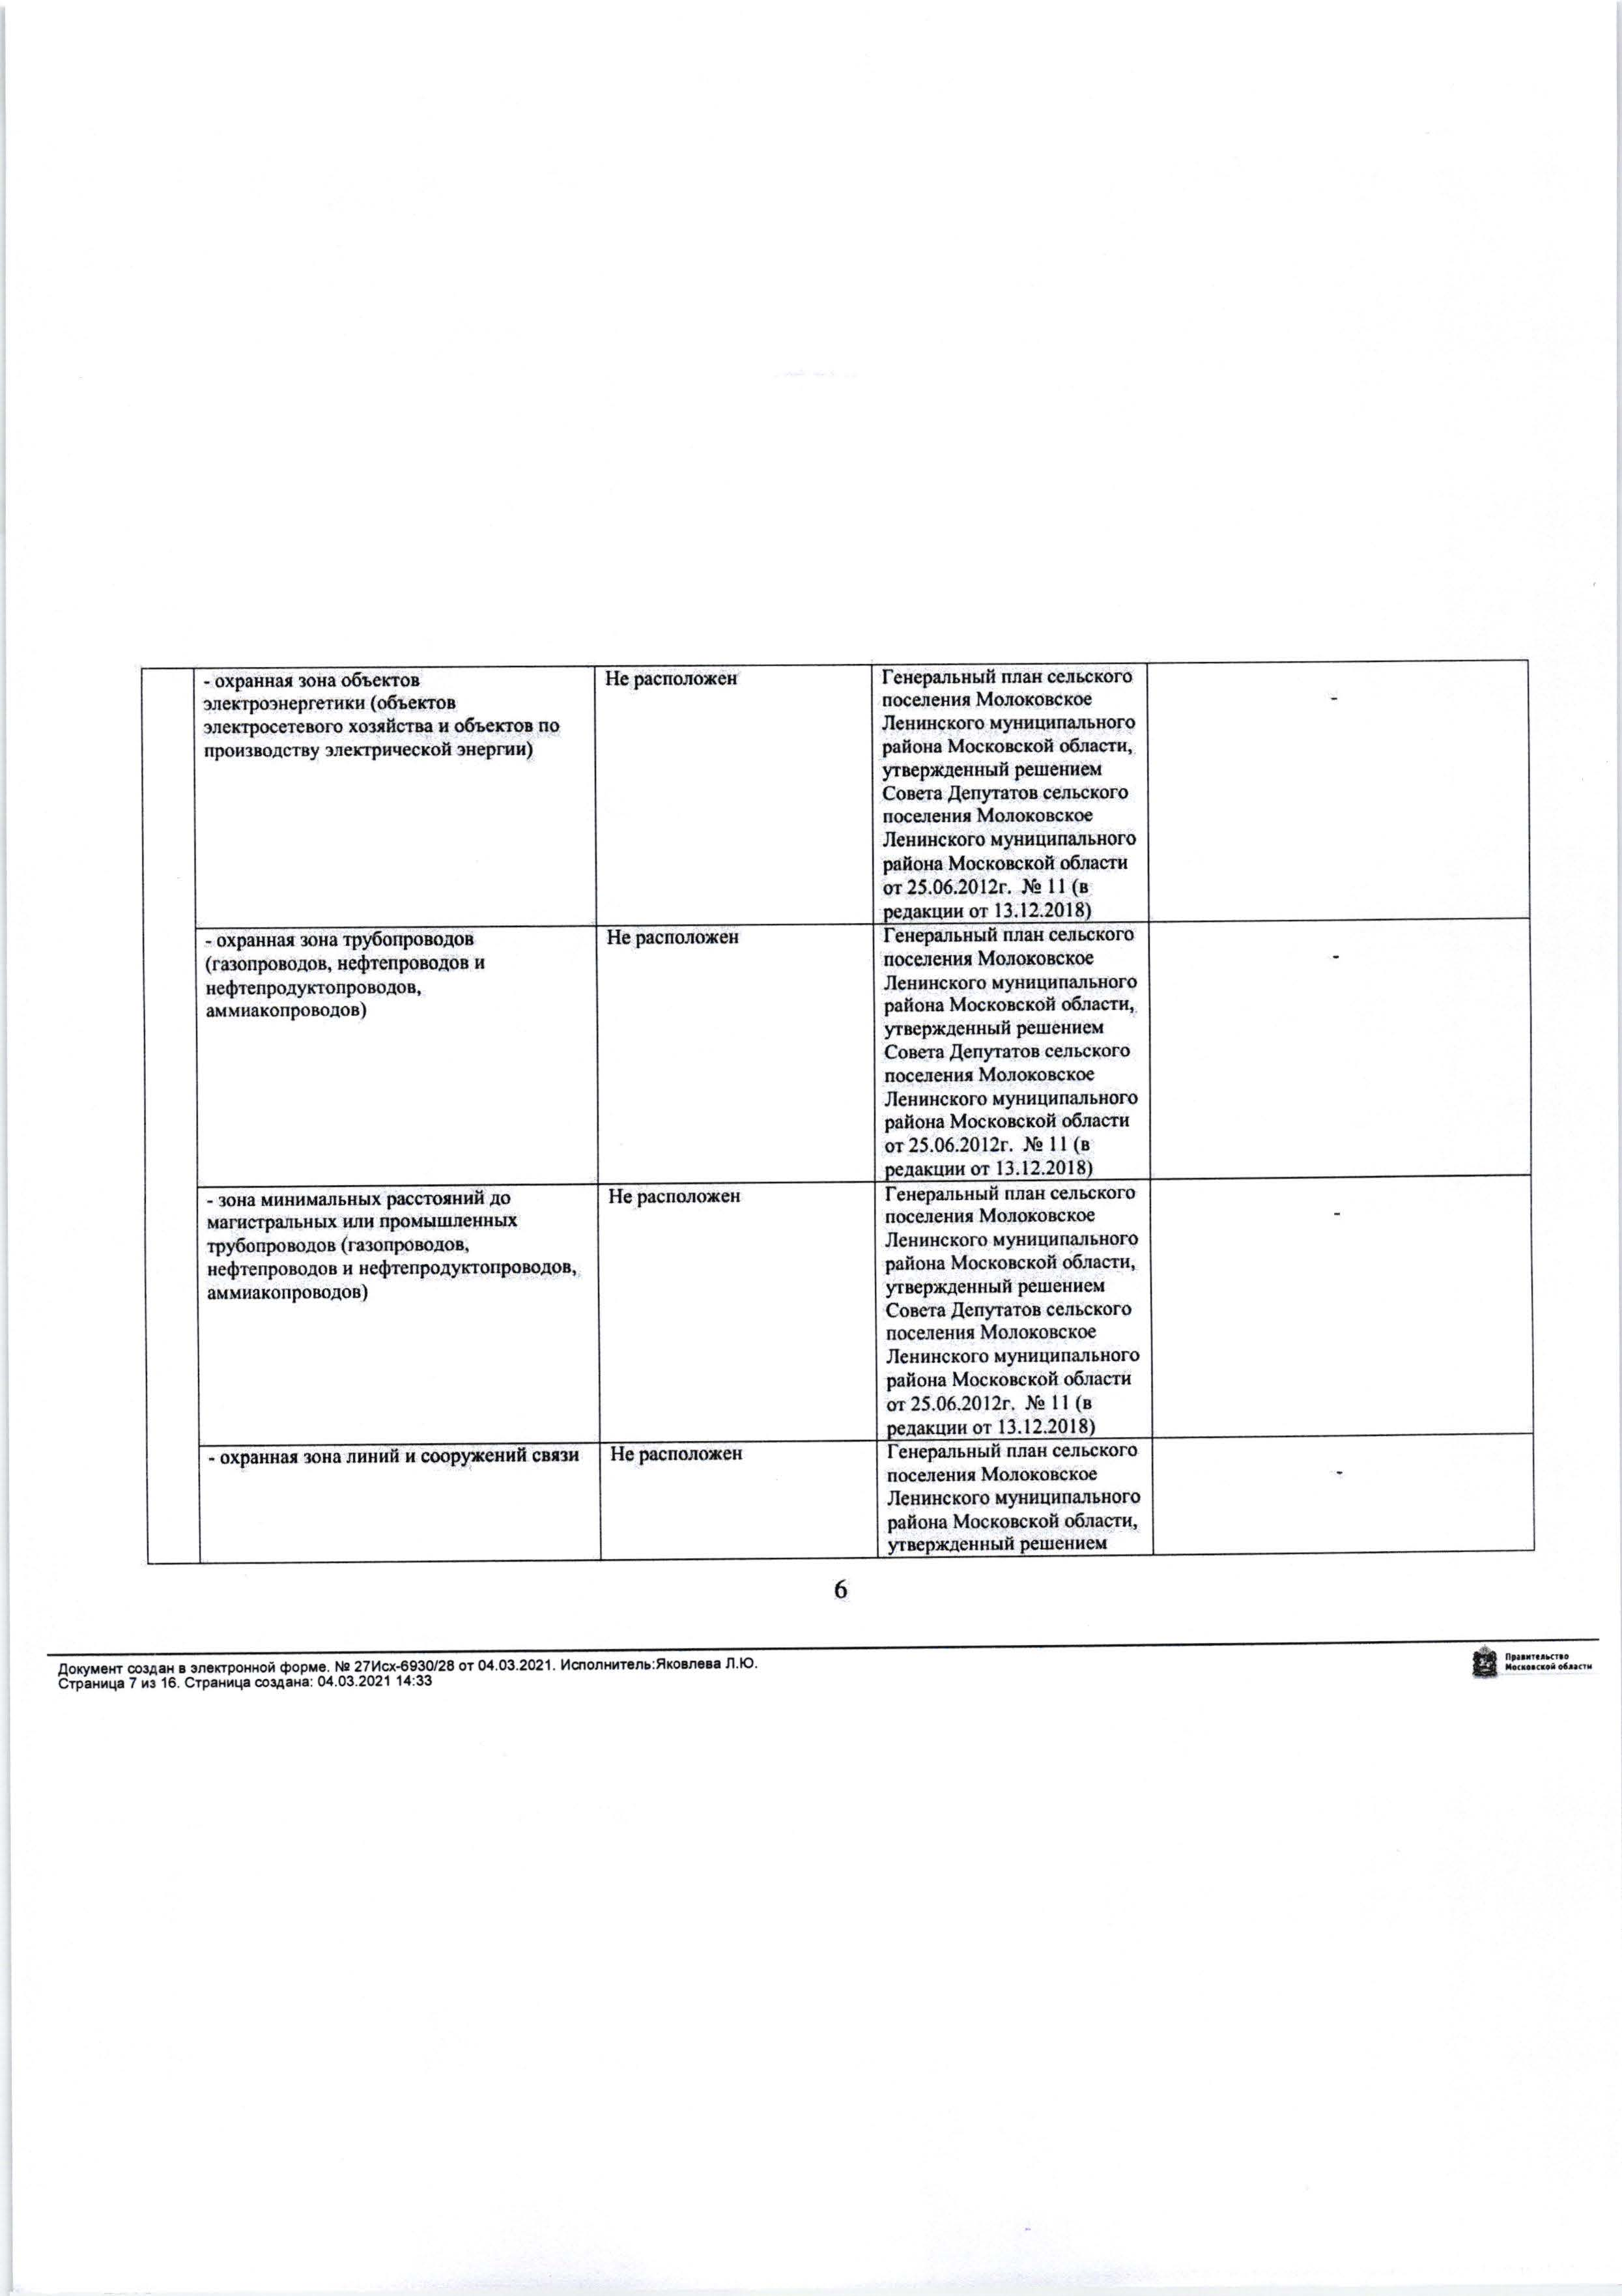 - охранная зона объектов
электроэнергетики (объектов
электросетевого хозяйства и объектов по
производству электрической энергии)
Не расположен
Генеральный план сельского
поселения Молоковское
Ленинского муниципального
района Московской области,
утвержденный решением
Совета Депутатов сельского
поселения Молоковское
Ленинского муниципального
района Московской области
от 25.06.2012г. № 11 (в
редакции от 13.12.2018)
-
- охранная зона трубопроводов
(газопроводов, нефтепроводов и
нефтепродуктопроводов,
аммиакопроводов)
Не расположен
Генеральный план сельского
поселения Молоковское
Ленинского муниципального
района Московской области,
утвержденный решением
Совета Депутатов сельского
поселения Молоковское
Ленинского муниципального
района Московской области
от 25.06.2012г. № 11 (в
редакции от 13.12.2018)
-
- зона минимальных расстояний до
магистральных или промышленных
трубопроводов (газопроводов,
нефтепроводов и нефтепродуктопроводов,
аммиакопроводов)
Не расположен
Генеральный план сельского
поселения Молоковское
Ленинского муниципального
района Московской области,
утвержденный решением
Совета Депутатов сельского
поселения Молоковское
Ленинского муниципального
района Московской области
от 25.06.2012г. № 11 (в
редакции от 13.12.2018)
-
- охранная зона линий и сооружений связи
Не расположен
Генеральный план сельского
поселения Молоковское
Ленинского муниципального
района Московской области,
утвержденный решением
-
6
Документ создан в электронной форме. № 27Исх-6930/28 от 04.03.2021. Исполнитель:Яковлева Л.Ю.
Страница 7 из 16. Страница создана: 04.03.2021 14:33
Правительство
Московской области